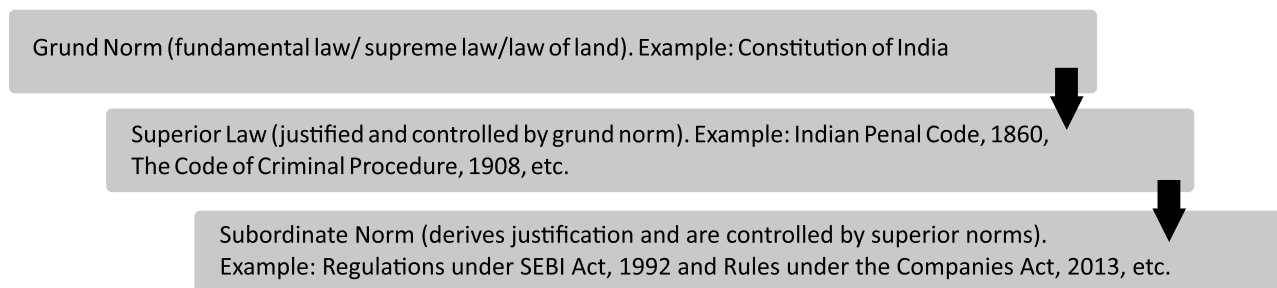 Grund Norm (fundamental law/ supreme law/law of land). Example: Constitution of India
Superior Law (justified and controlled by grund norm). Example: Indian Penal Code, 1860,
The Code of Criminal Procedure, 1908, etc.
Subordinate Norm (derives justification and are controlled by superior norms).
Example: Regulations under SEBI Act, 1992 and Rules under the Companies Act, 2013, etc.